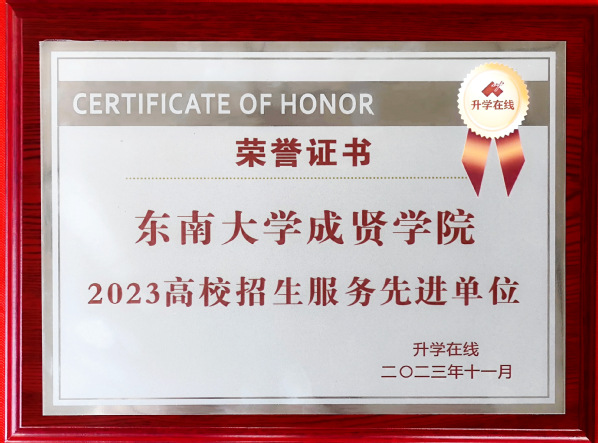 CERTIFICATE OF HONOR
升学在线
荣誉证书
东南大学成贤学院
2023高校招生服务先进单位
升学在线
二〇二三年十一月